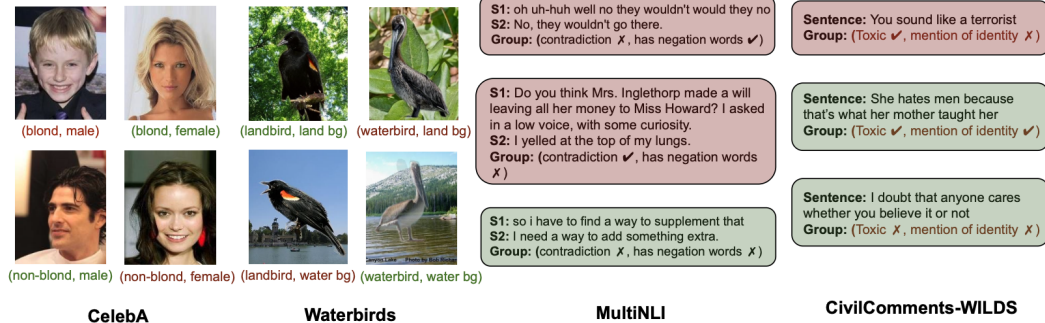 (blond, male)
(blond, female)
(landbird, land bg)
(waterbird, land bg)
(non-blond, male)
(non-blond, female)
(landbird, water bg)
(waterbird, water bg)
CelebA
Waterbirds
S1: oh uh-huh well no they wouldn't would they no
S2: No, they wouldn't go there.
Group: (contradiction ✗, has negation words ✔)
S1: Do you think Mrs. Inglethorp made a will
leaving all her money to Miss Howard? I asked
in a low voice, with some curiosity.
S2: I yelled at the top of my lungs.
Group: (contradiction ✔, has negation words
✗)
S1: so i have to find a way to supplement that
S2: I need a way to add something extra.
Group: (contradiction ✗, has negation words ✗)
MultiNLI
Sentence: You sound like a terrorist
Group: (Toxic ✔, mention of identity ✗)
Sentence: She hates men because
that's what her mother taught her
Group: (Toxic ✔, mention of identity ✔)
Sentence: I doubt that anyone cares
whether you believe it or not
Group: (Toxic ✗, mention of identity ✗)
CivilComments-WILDS